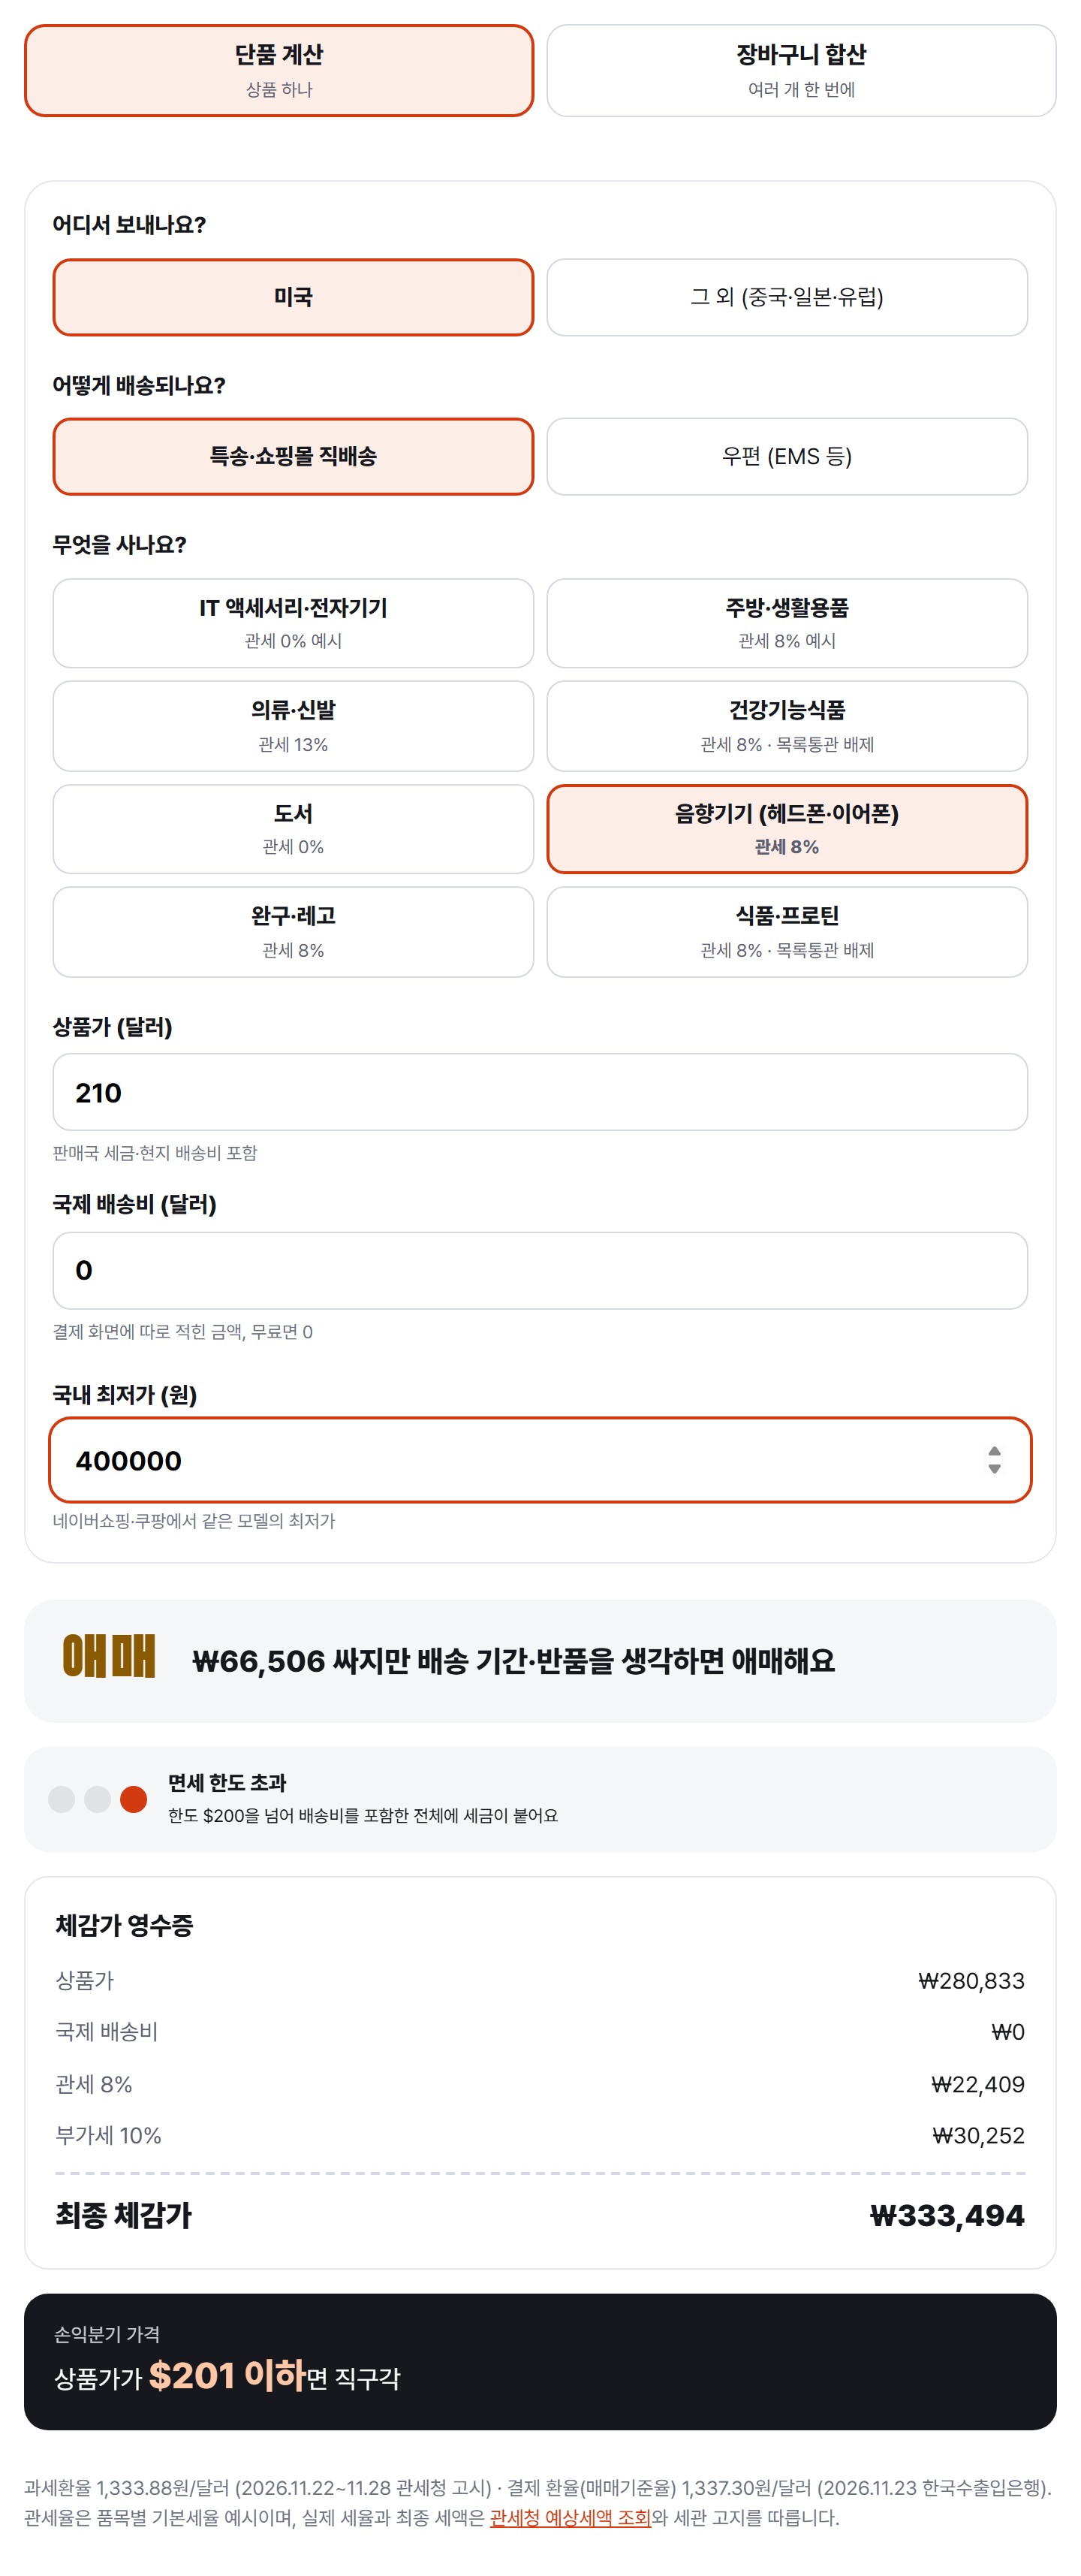 단품 계산
상품 하나
장바구니 합산
여러 개 한 번에
어디서 보내나요?
미국
그 외 (중국·일본·유럽)
어떻게 배송되나요?
특송·쇼핑몰 직배송
우편 (EMS 등)
무엇을 사나요?
IT 액세서리·전자기기
관세 0% 예시
주방·생활용품
관세 8% 예시
의류·신발
관세 13%
건강기능식품
관세 8% · 목록통관 배제
도서
관세 0%
음향기기 (헤드폰·이어폰)
관세 8%
완구·레고
관세 8%
식품·프로틴
관세 8% · 목록통관 배제
상품가 (달러)
210
판매국 세금·현지 배송비 포함
국제 배송비 (달러)
0
결제 화면에 따로 적힌 금액, 무료면 0
국내 최저가 (원)
400000
네이버쇼핑·쿠팡에서 같은 모델의 최저가
애매
₩66,506 싸지만 배송 기간·반품을 생각하면 애매해요
면세 한도 초과
한도 $200을 넘어 배송비를 포함한 전체에 세금이 붙어요
체감가 영수증
상품가 ₩280,833
국제 배송비 ₩0
관세 8% ₩22,409
부가세 10% ₩30,252
최종 체감가 ₩333,494
손익분기 가격
상품가가 $201 이하면 직구각
과세환율 1,333.88원/달러 (2026.11.22~11.28 관세청 고시) · 결제 환율(매매기준율) 1,337.30원/달러 (2026.11.23 한국수출입은행).
관세율은 품목별 기본세율 예시이며, 실제 세율과 최종 세액은 관세청 예상세액 조회와 세관 고지를 따릅니다.